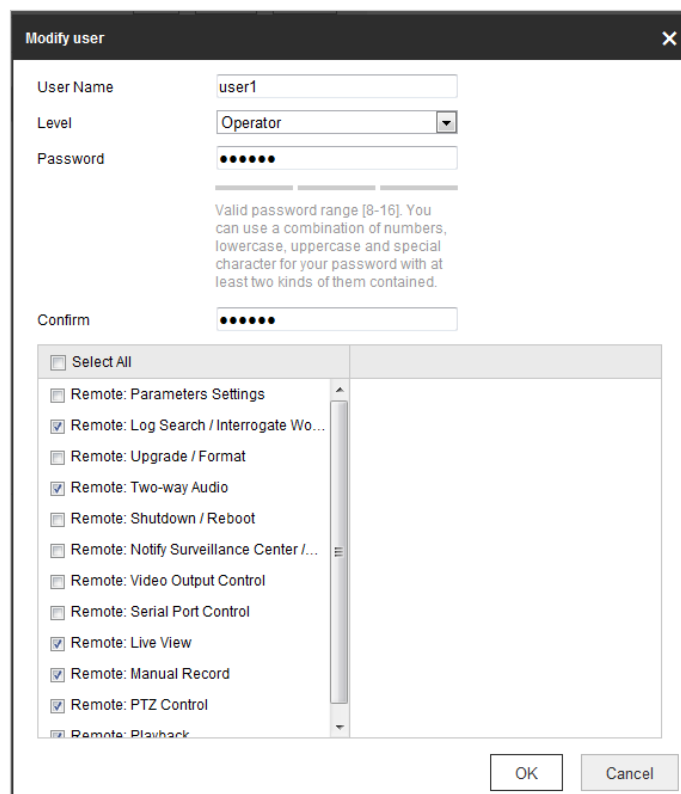 Modify user
User Name
user1
Level
Operator
Password
••••••
Valid password range [8-16]. You
can use a combination of numbers,
lowercase, uppercase and special
character for your password with at
least two kinds of them contained.
Confirm
••••••
Select All
Remote: Parameters Settings
Remote: Log Search / Interrogate Wo...
Remote: Upgrade / Format
Remote: Two-way Audio
Remote: Shutdown / Reboot
Remote: Notify Surveillance Center /...
Remote: Video Output Control
Remote: Serial Port Control
Remote: Live View
Remote: Manual Record
Remote: PTZ Control
Remote: Playback
OK
Cancel